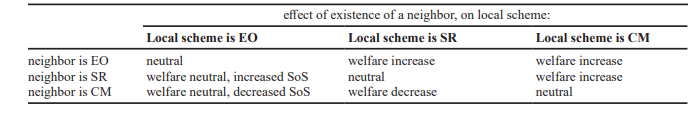 effect of existence of a neighbor, on local scheme:
Local scheme is EO Local scheme is SR Local scheme is CM
neighbor is EO neutral welfare increase welfare increase
neighbor is SR welfare neutral, increased SoS neutral welfare increase
neighbor is CM welfare neutral, decreased SoS welfare decrease neutral